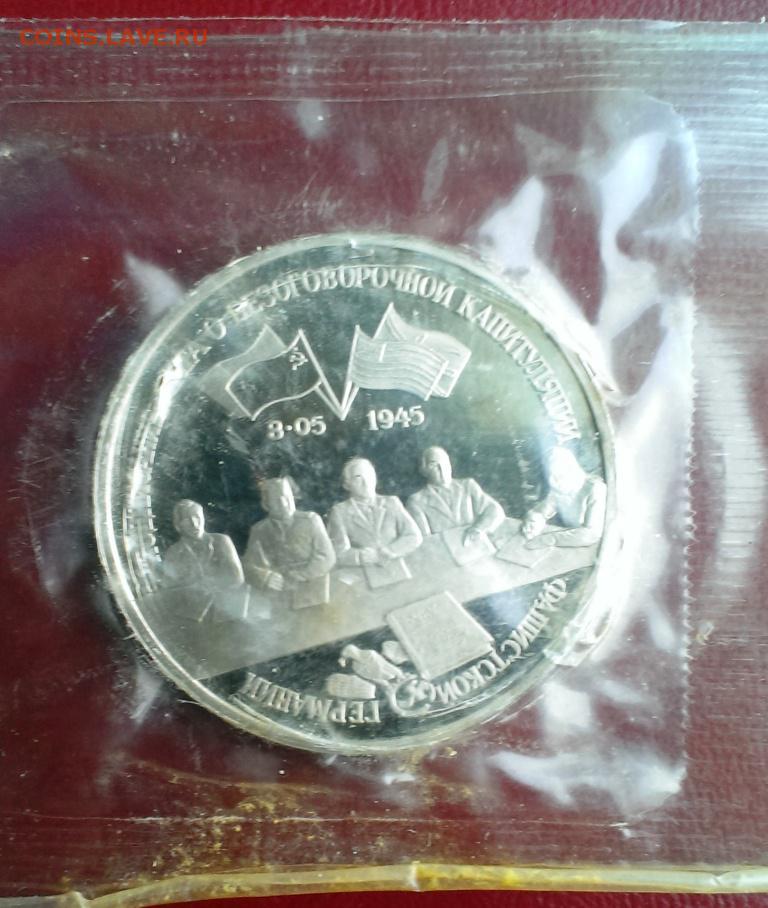 COINS.LAVE.RU
О БЕЗОГОВОРОЧНОЙ КАПИТУЛЯЦИИ
8·05 1945
ФАШИСТСКОЙ
ГЕРМАНИИ